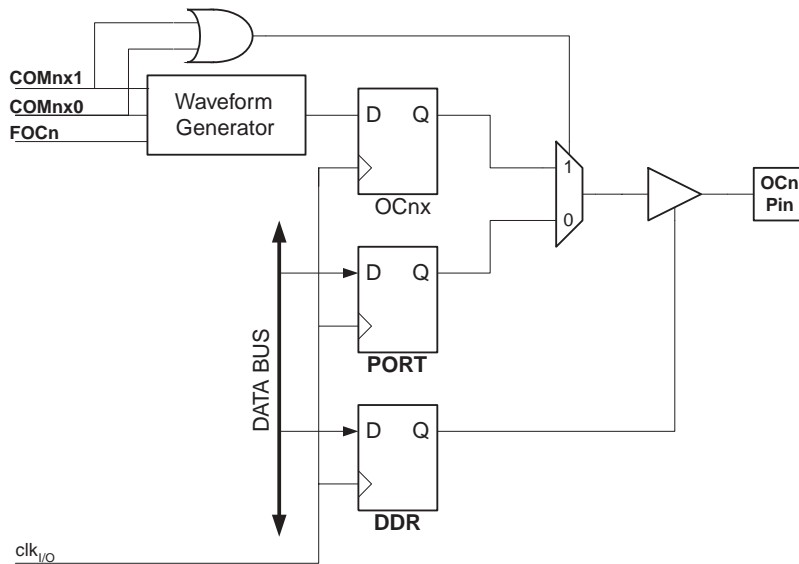 COMnx1
COMnx0
FOCn
Waveform
Generator
D Q
OCnx
1
0
OCn
Pin
D Q
PORT
DATA BUS
D Q
DDR
clkI/O